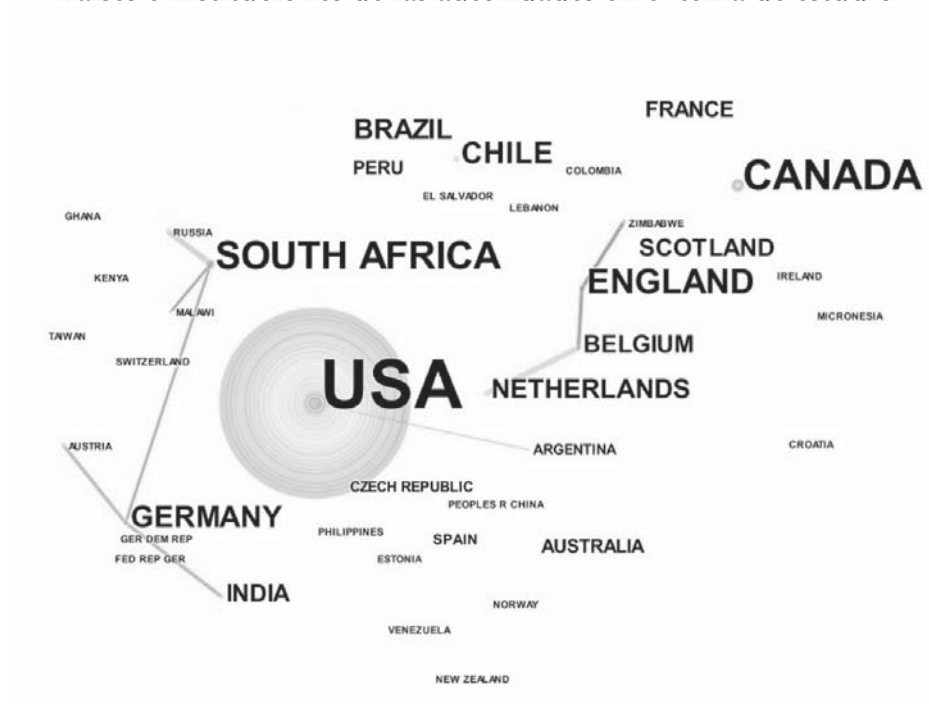 FRANCE
BRAZIL
CHILE
PERU
COLOMBIA
CANADA
EL SALVADOR
LEBANON
GHANA
ZIMBABWE
RUSSIA
SCOTLAND
SOUTH AFRICA
KENYA
ENGLAND
IRELAND
MALAWI
MICRONESIA
TAIWAN
BELGIUM
SWITZERLAND
USA
NETHERLANDS
AUSTRIA
ARGENTINA
CROATIA
CZECH REPUBLIC
PEOPLES R CHINA
GERMANY
PHILIPPINES
GER DEM REP
SPAIN
AUSTRALIA
FED REP GER
ESTONIA
INDIA
NORWAY
VENEZUELA
NEW ZEALAND